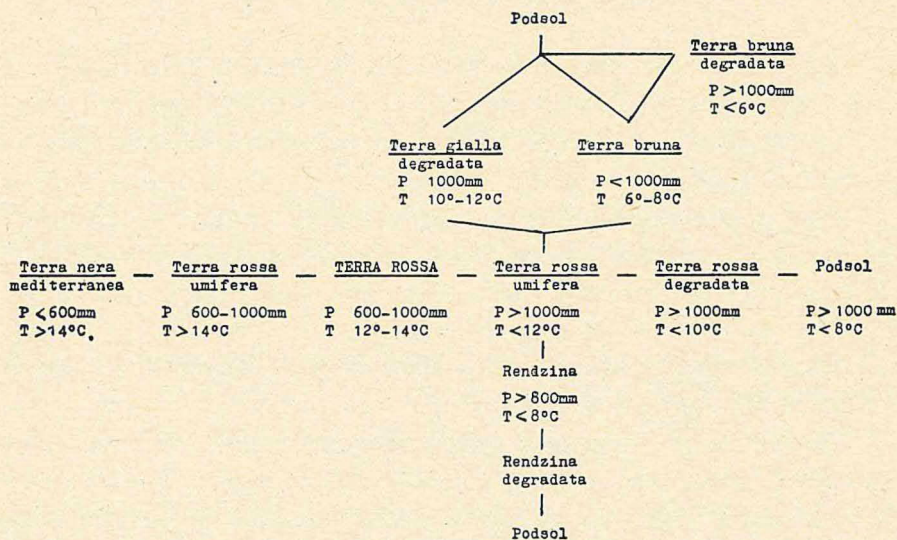 Podsol
Terra bruna
degradata
P > 1000mm
T < 6°C
Terra gialla
degradata
P 1000mm
T 10°-12°C
Terra bruna
P < 1000mm
T 6°-8°C
Terra nera
mediterranea
P ⩽ 600mm
T > 14°C.
Terra rossa
umifera
P 600-1000mm
T > 14°C
TERRA ROSSA
P 600-1000mm
T 12°-14°C
Terra rossa
umifera
P > 1000mm
T < 12°C
Terra rossa
degradata
P > 1000mm
T < 10°C
Podsol
P > 1000 mm
T < 8°C
Rendzina
P > 800mm
T < 8°C
Rendzina
degradata
Podsol